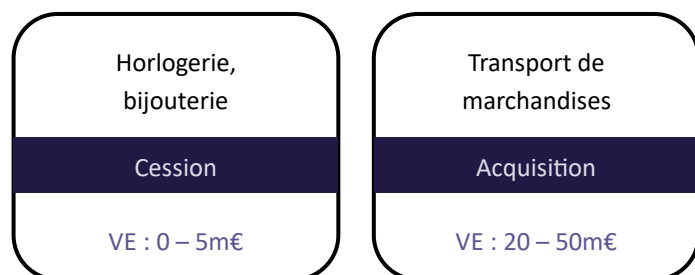 Horlogerie,
bijouterie
Cession
VE : 0 – 5m€
Transport de
marchandises
Acquisition
VE : 20 – 50m€